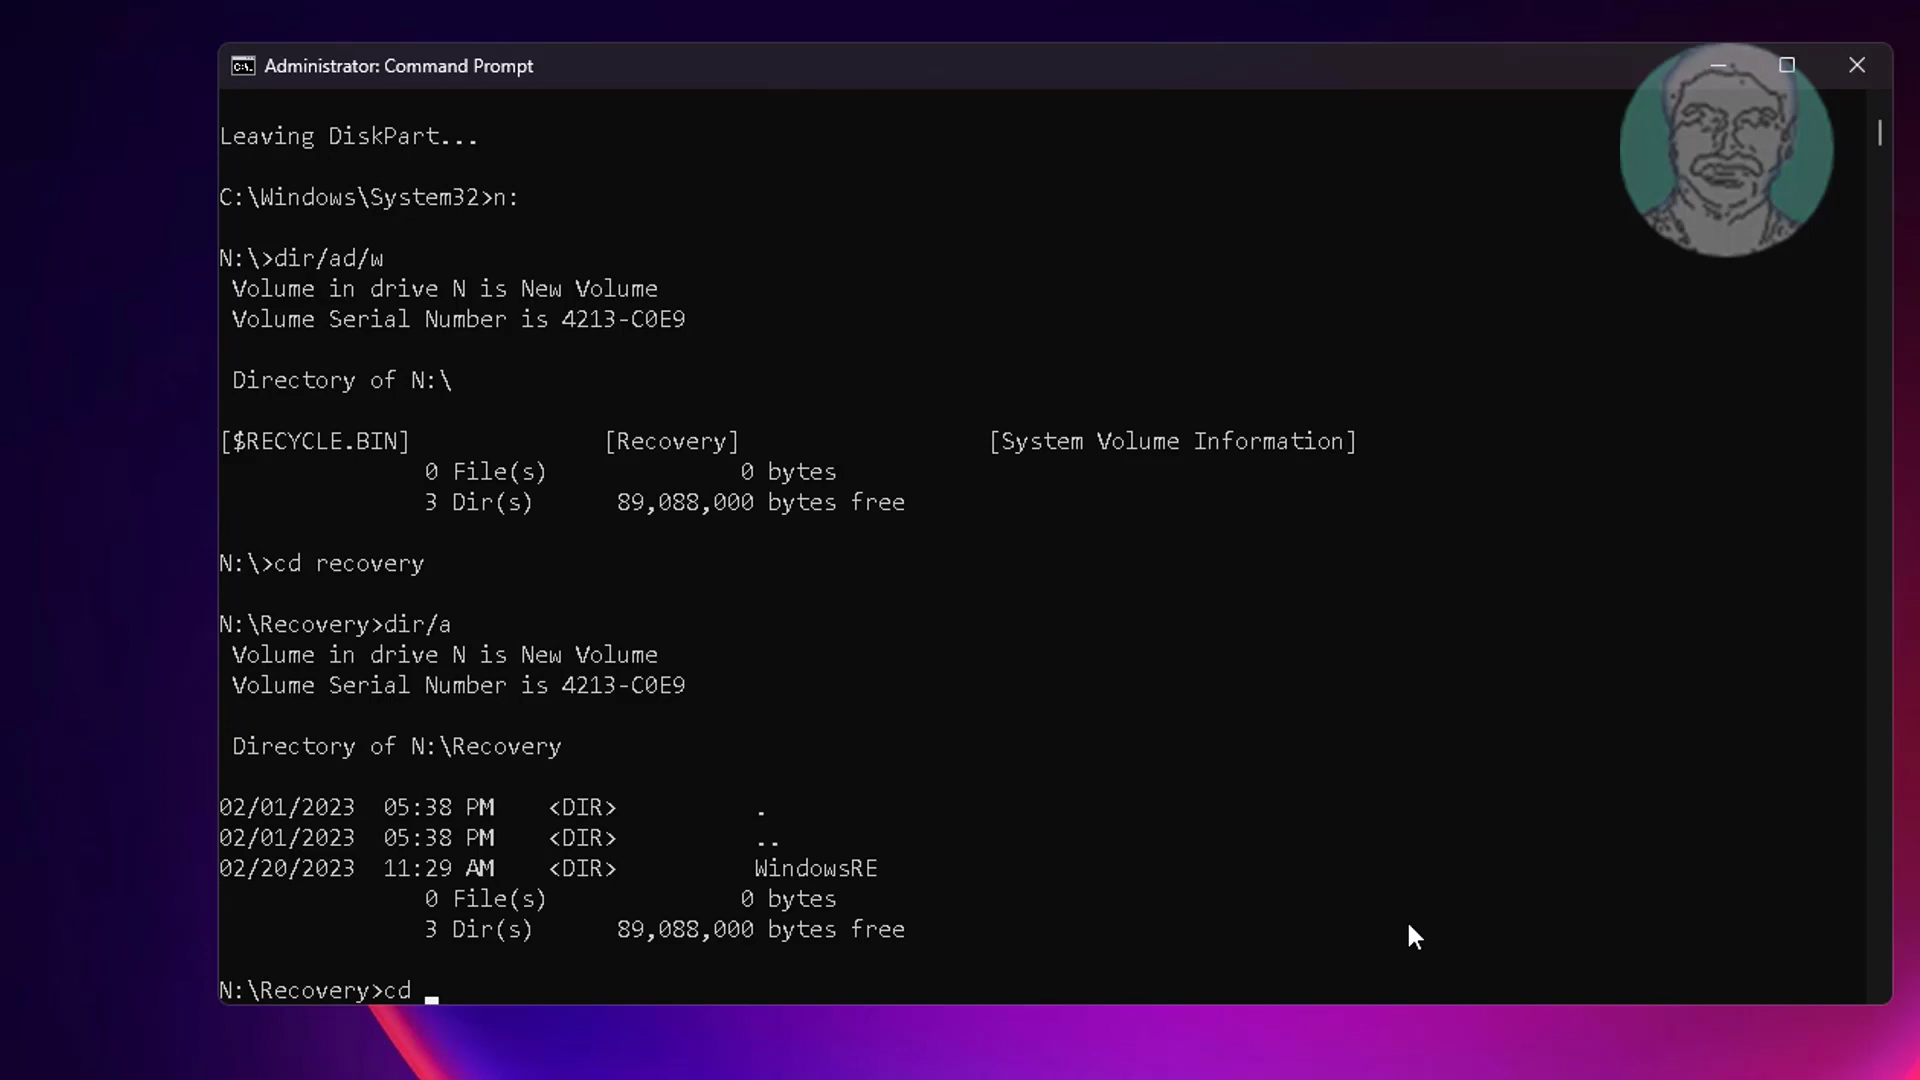 Administrator: Command Prompt
Leaving DiskPart...
C:\Windows\System32>n:
N:\>dir/ad/w
Volume in drive N is New Volume
Volume Serial Number is 4213-C0E9
Directory of N:\
[$RECYCLE.BIN] [Recovery] [System Volume Information]
0 File(s) 0 bytes
3 Dir(s) 89,088,000 bytes free
N:\>cd recovery
N:\Recovery>dir/a
Volume in drive N is New Volume
Volume Serial Number is 4213-C0E9
Directory of N:\Recovery
02/01/2023 05:38 PM <DIR> .
02/01/2023 05:38 PM <DIR> ..
02/20/2023 11:29 AM <DIR> WindowsRE
0 File(s) 0 bytes
3 Dir(s) 89,088,000 bytes free
N:\Recovery>cd